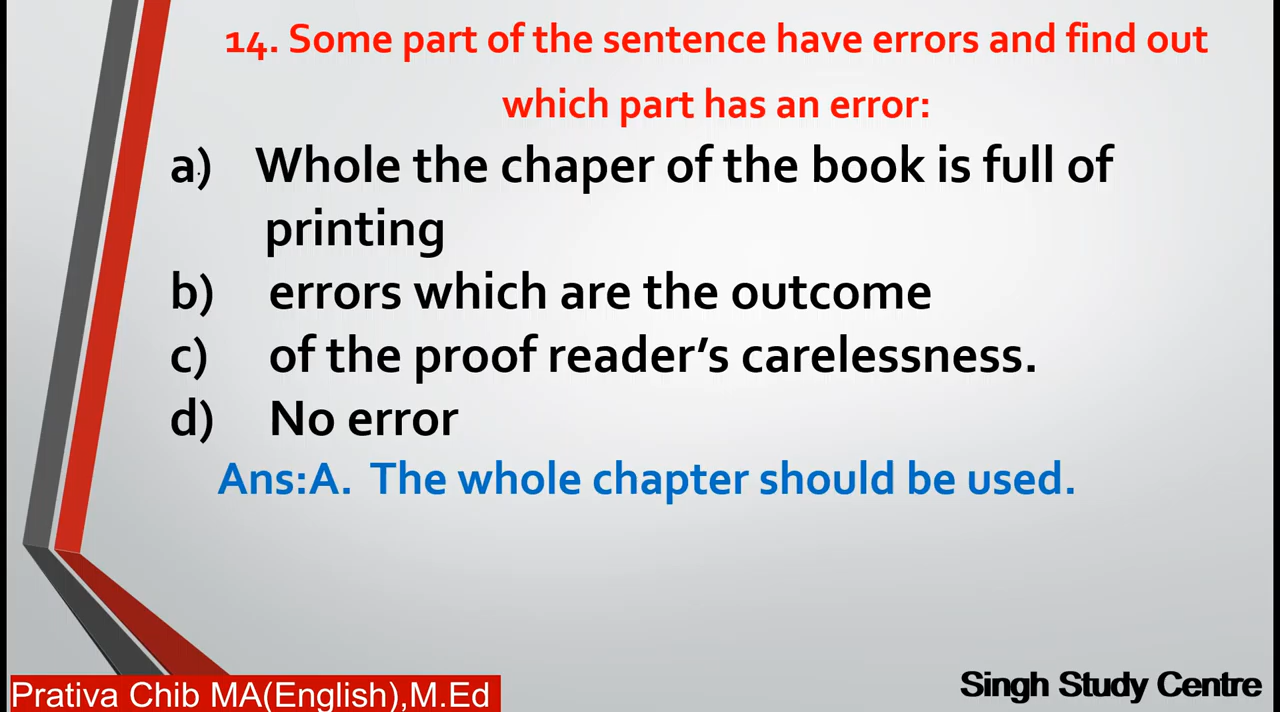 14. Some part of the sentence have errors and find out
which part has an error:
a) Whole the chaper of the book is full of
printing
b) errors which are the outcome
c) of the proof reader’s carelessness.
d) No error
Ans:A. The whole chapter should be used.
Prativa Chib MA(English),M.Ed
Singh Study Centre